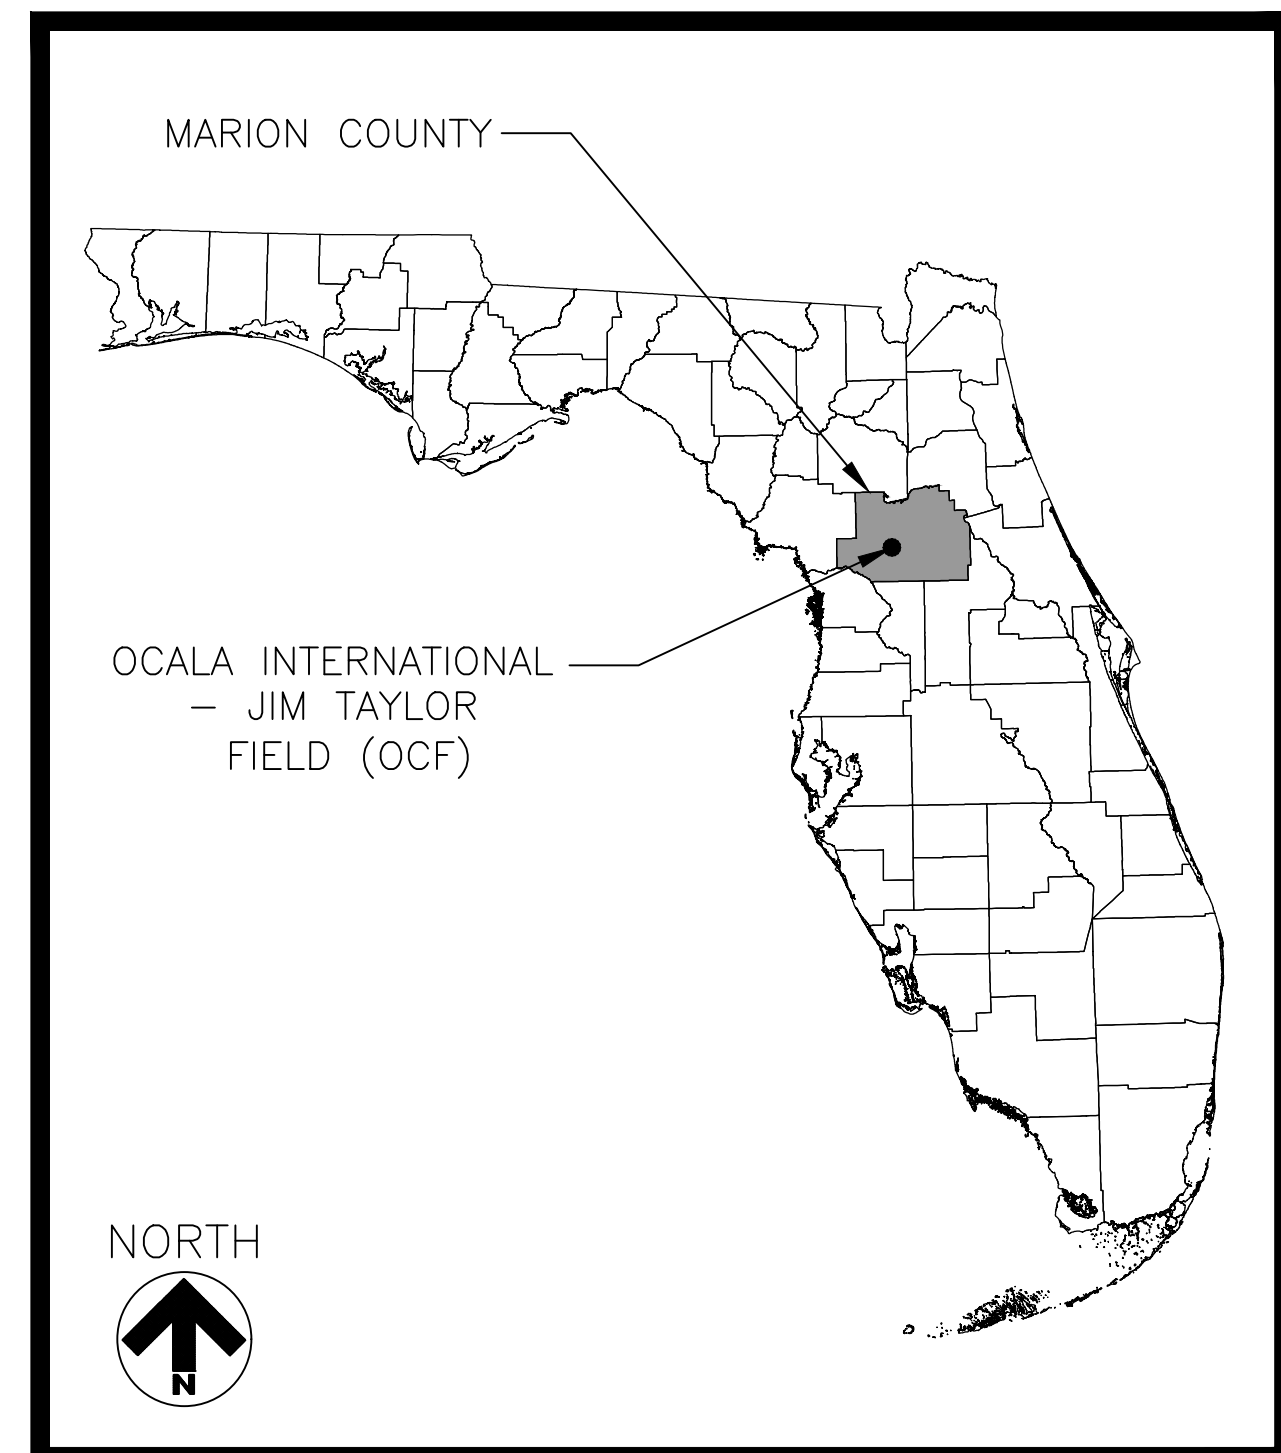 MARION COUNTY
OCALA INTERNATIONAL
– JIM TAYLOR
FIELD (OCF)
NORTH
N